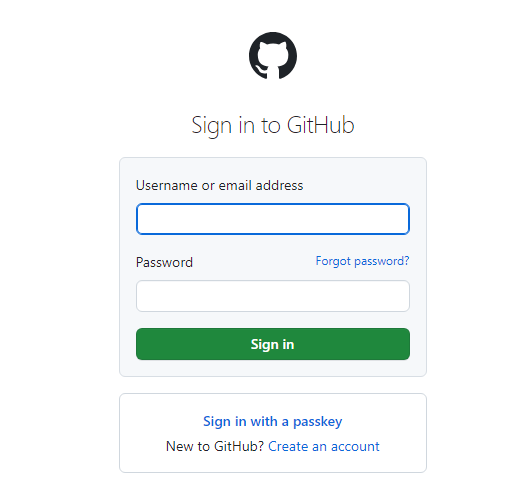 Sign in to GitHub
Username or email address
Password Forgot password?
Sign in
Sign in with a passkey
New to GitHub? Create an account